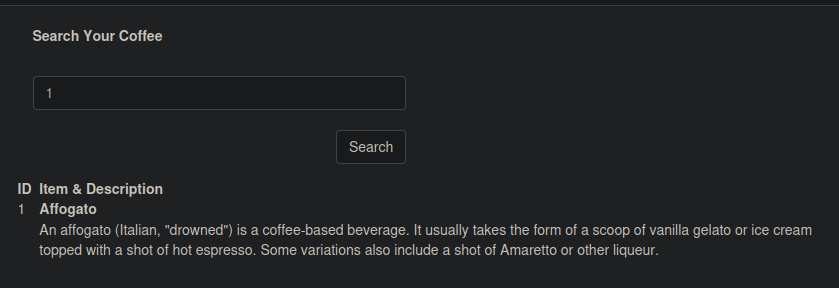 Search Your Coffee
1
Search
ID Item & Description
1 Affogato
An affogato (Italian, "drowned") is a coffee-based beverage. It usually takes the form of a scoop of vanilla gelato or ice cream
topped with a shot of hot espresso. Some variations also include a shot of Amaretto or other liqueur.